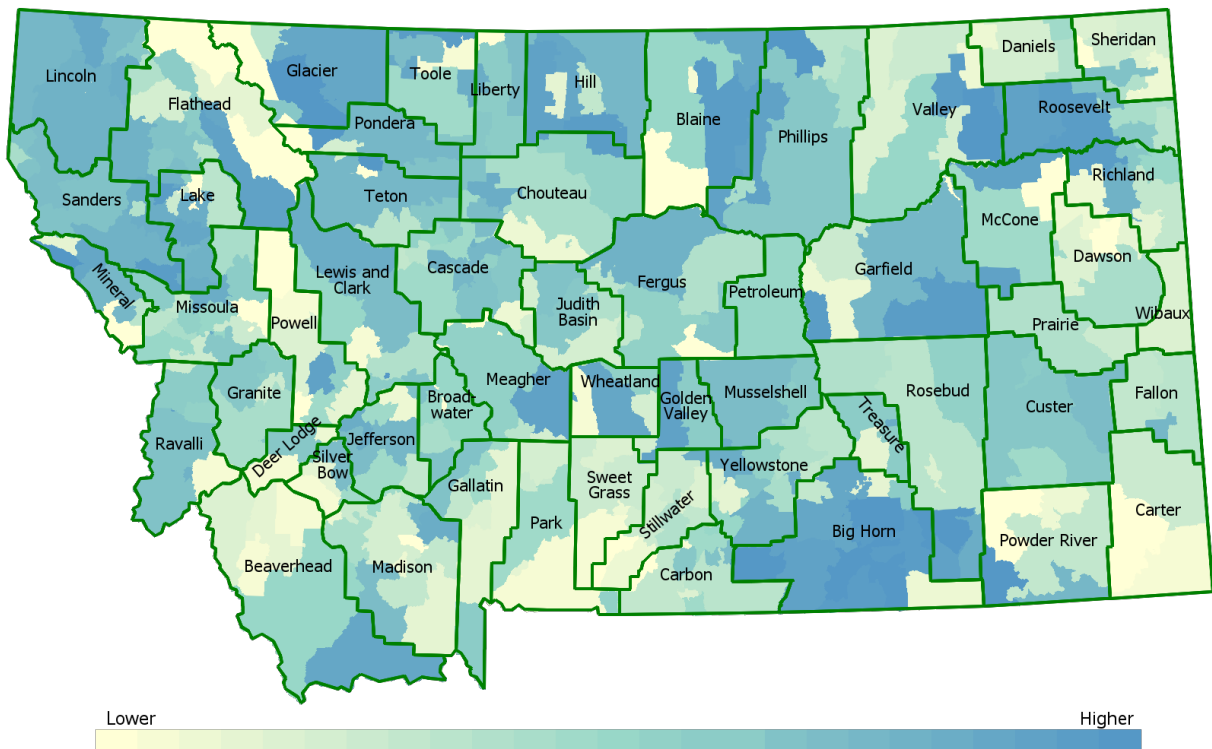 Sheridan
Daniels
Lincoln
Glacier
Toole
Liberty
Hill
Flathead
Roosevelt
Valley
Blaine
Pondera
Phillips
Richland
Sanders
Lake
Teton
Chouteau
McCone
Dawson
Mineral
Lewis and
Clark
Cascade
Fergus
Garfield
Missoula
Powell
Judith
Basin
Petroleum
Prairie
Wibaux
Granite
Meagher
Wheatland
Broad-
water
Golden
Valley
Musselshell
Rosebud
Custer
Fallon
Treasure
Ravalli
Deer Lodge
Jefferson
Silver
Bow
Yellowstone
Gallatin
Sweet
Grass
Stillwater
Park
Big Horn
Powder River
Carter
Beaverhead
Madison
Carbon
Lower
Higher